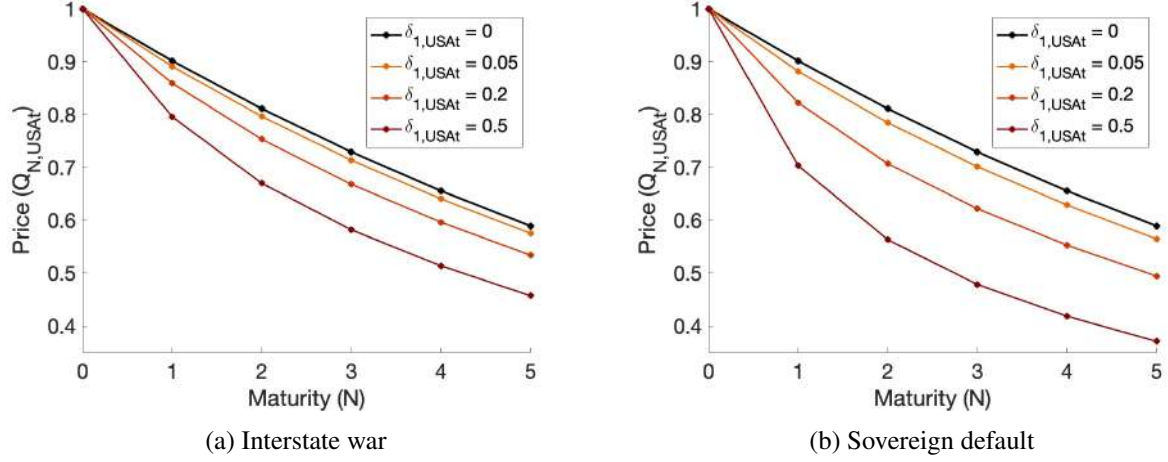 1
0.9
0.8
0.7
0.6
0.5
0.4
0 1 2 3 4 5
Price (Q_{N,USAt})
Maturity (N)
δ_{1,USAt} = 0
δ_{1,USAt} = 0.05
δ_{1,USAt} = 0.2
δ_{1,USAt} = 0.5
(a) Interstate war
1
0.9
0.8
0.7
0.6
0.5
0.4
0 1 2 3 4 5
Price (Q_{N,USAt})
Maturity (N)
δ_{1,USAt} = 0
δ_{1,USAt} = 0.05
δ_{1,USAt} = 0.2
δ_{1,USAt} = 0.5
(b) Sovereign default